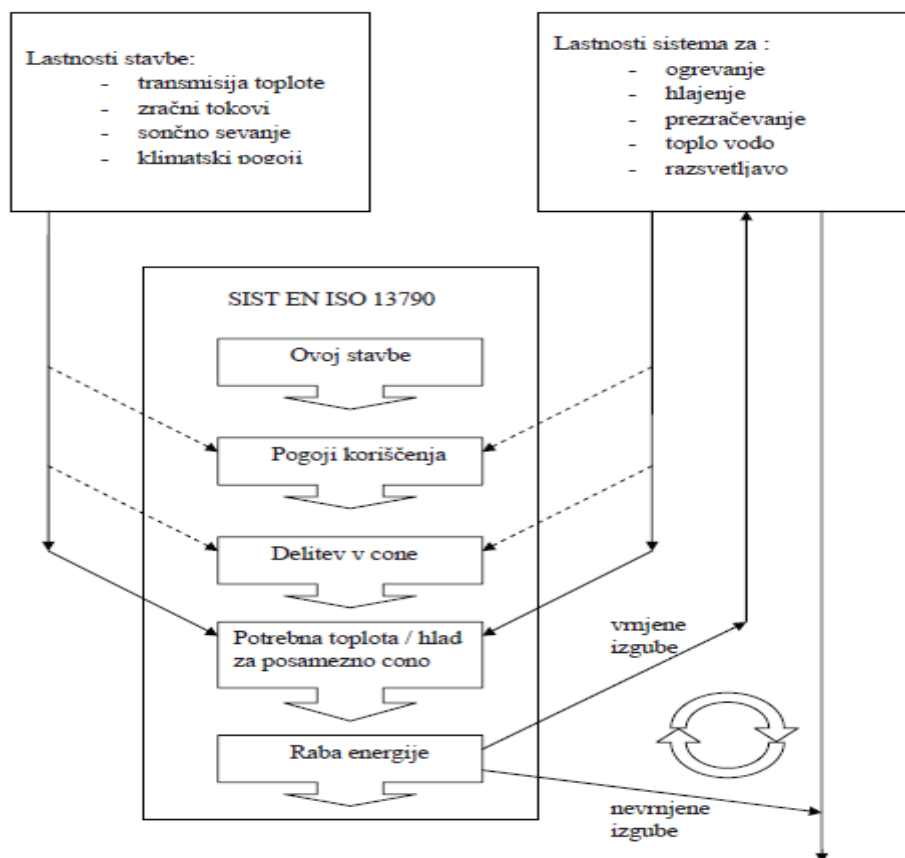 Lastnosti stavbe:
- transmisija toplote
- zračni tokovi
- sončno sevanje
- klimatski pogoji
Lastnosti sistema za :
- ogrevanje
- hlajenje
- prezračevanje
- toplo vodo
- razsvetljavo
SIST EN ISO 13790
Ovoj stavbe
Pogoji koriščenja
Delitev v cone
Potrebna toplota / hlad
za posamezno cono
Raba energije
vrnjene
izgube
nevrnjene
izgube